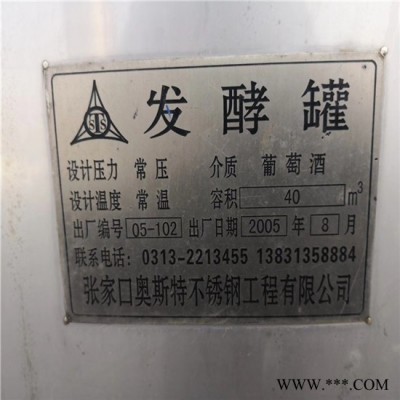 STS
发酵罐
设计压力 常压 介质 葡萄酒
设计温度 常温 容积 40 m³
出厂编号 05-102 出厂日期 2005 年 8 月
联系电话: 0313-2213455 13831358884
张家口奥斯特不锈钢工程有限公司
www.***.com